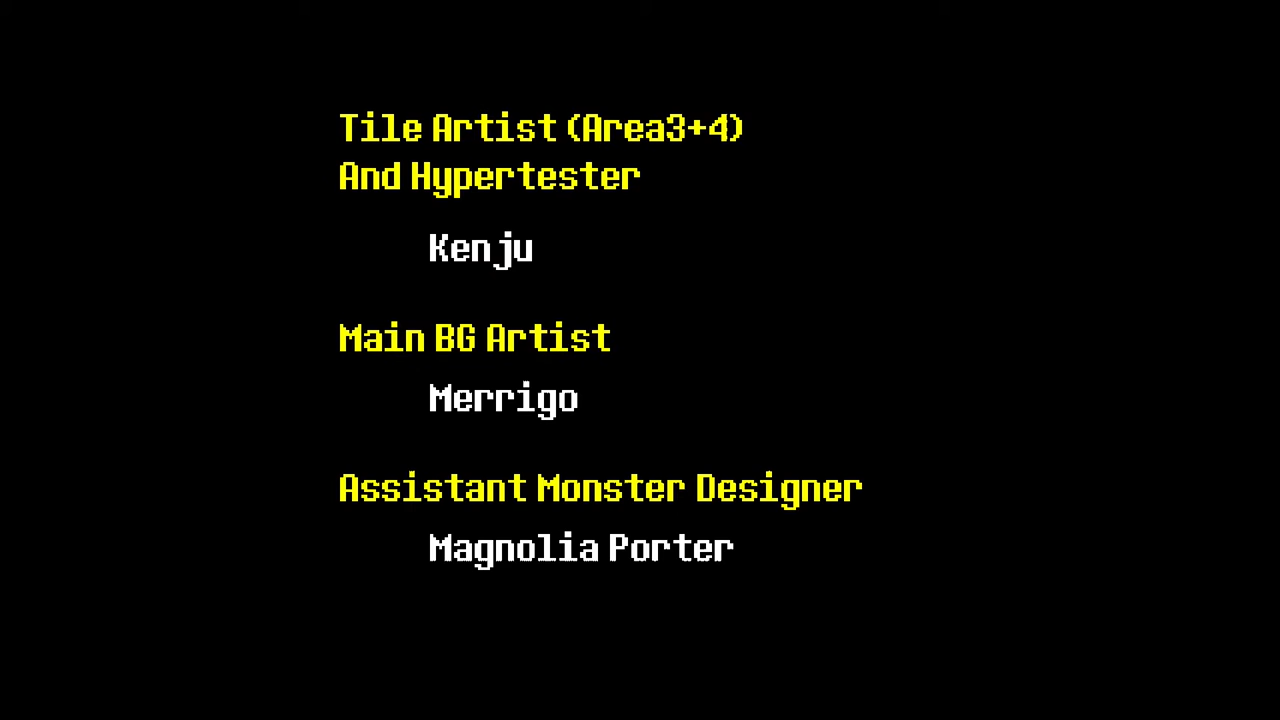 Tile Artist (Area3+4)
And Hypertester
Kenju
Main BG Artist
Merrigo
Assistant Monster Designer
Magnolia Porter